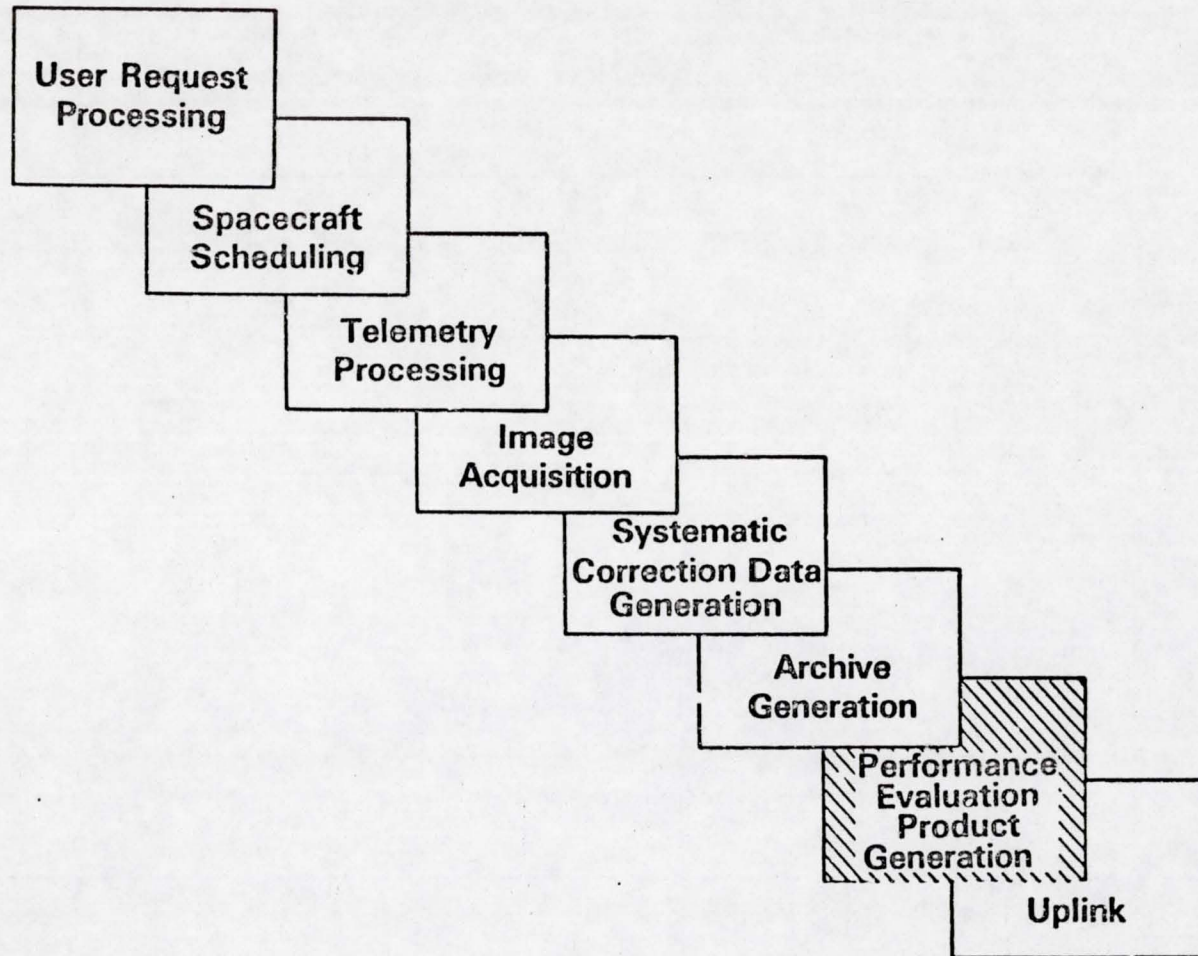 User Request
Processing
Spacecraft
Scheduling
Telemetry
Processing
Image
Acquisition
Systematic
Correction Data
Generation
Archive
Generation
Performance
Evaluation
Product
Generation
Uplink